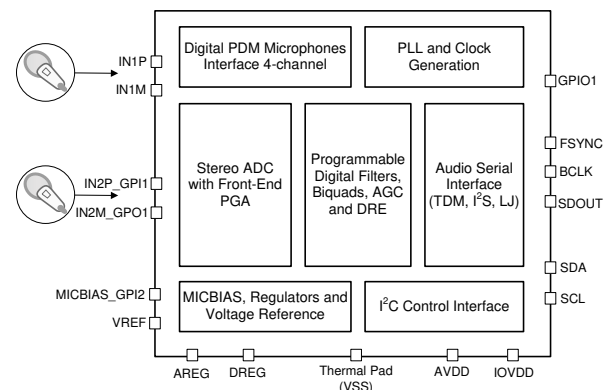 Digital PDM Microphones
Interface 4-channel
PLL and Clock
Generation
IN1P
IN1M
GPIO1
Stereo ADC
with Front-End
PGA
Programmable
Digital Filters,
Biquads, AGC
and DRE
Audio Serial
Interface
(TDM, I²S, LJ)
FSYNC
BCLK
SDOUT
IN2P_GPI1
IN2M_GPO1
SDA
SCL
MICBIAS_GPI2
VREF
MICBIAS, Regulators and
Voltage Reference
I²C Control Interface
AREG
DREG
Thermal Pad
(VSS)
AVDD
IOVDD